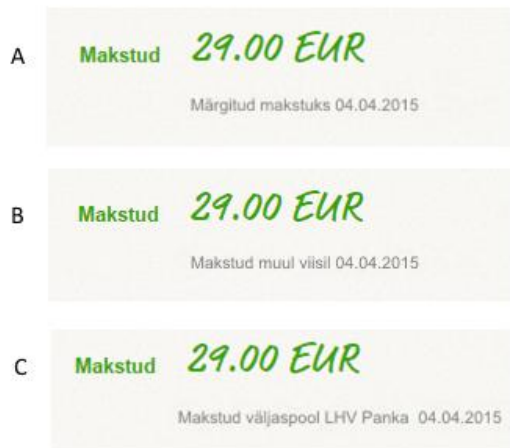 A
Makstud 29.00 EUR
Märgitud makstuks 04.04.2015
B
Makstud 29.00 EUR
Makstud muul viisil 04.04.2015
C
Makstud 29.00 EUR
Makstud väljaspool LHV Panka 04.04.2015